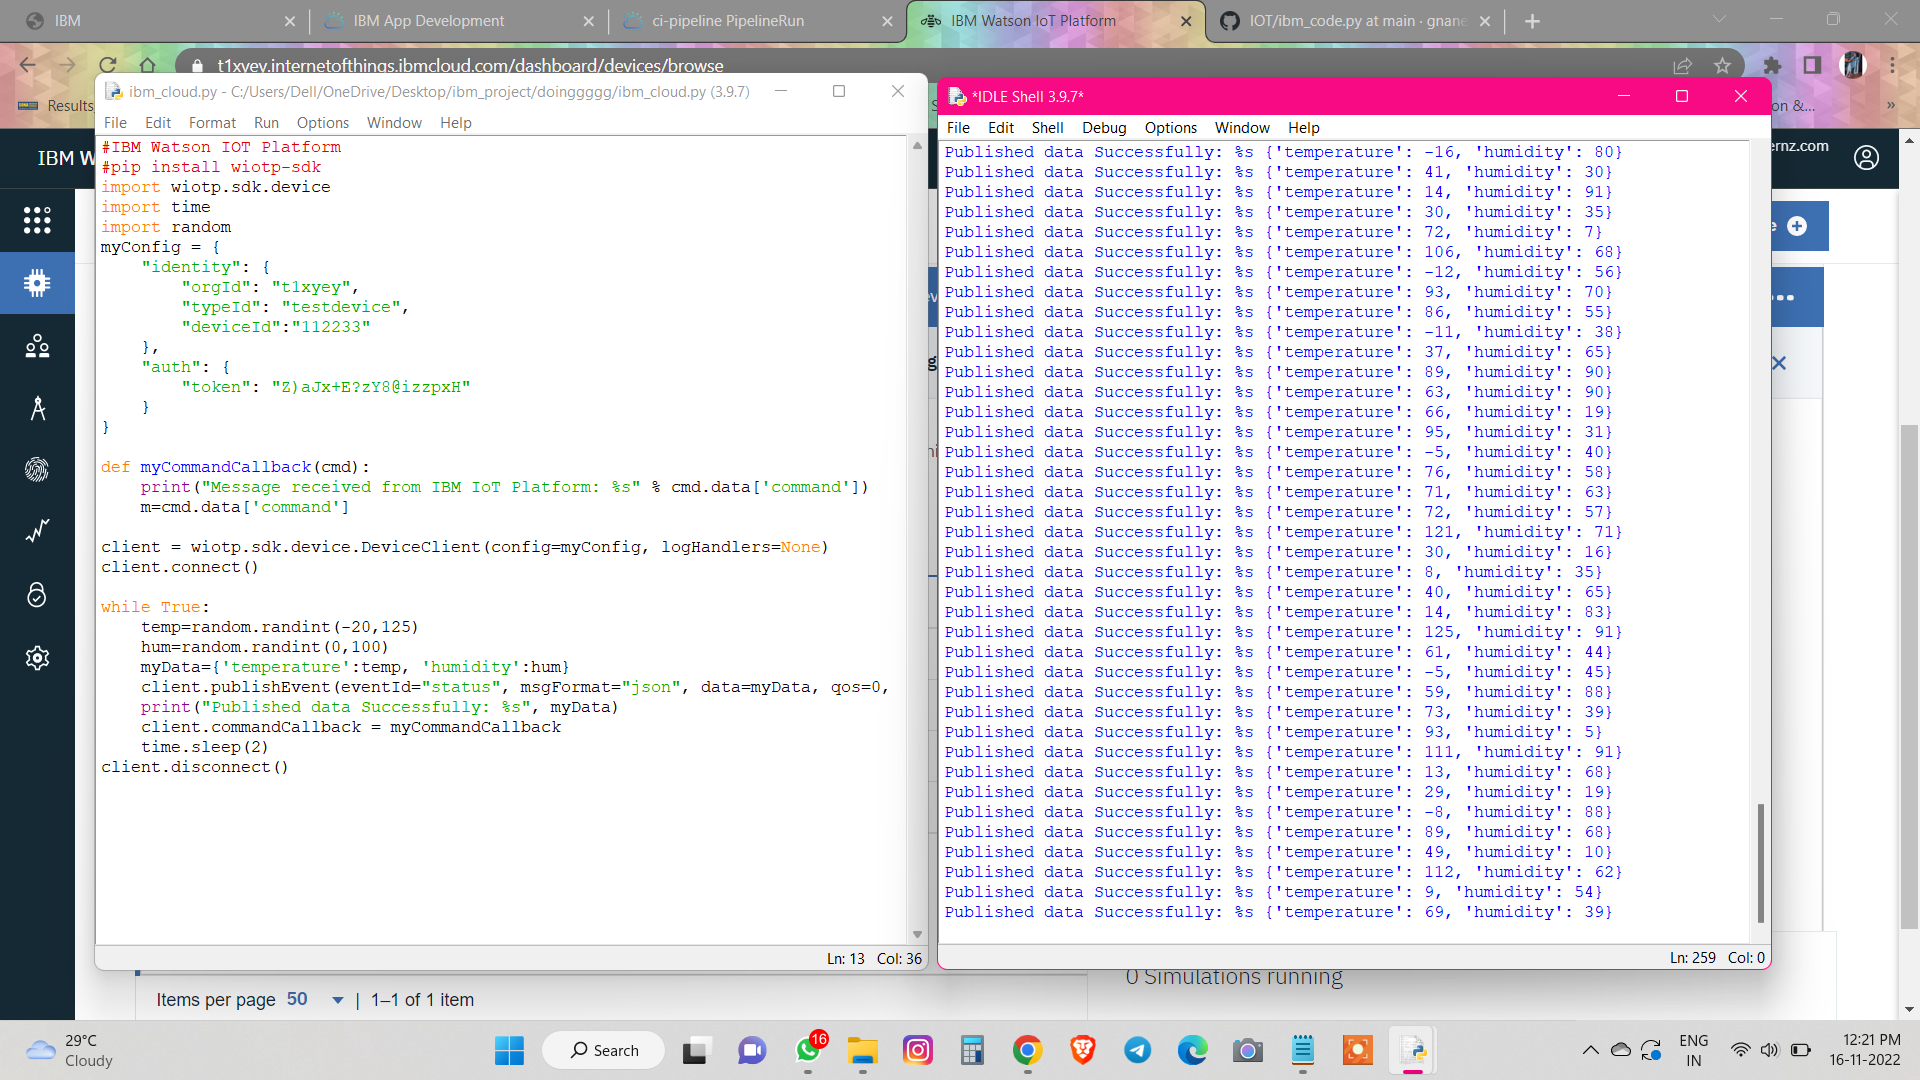 IBM
IBM App Development
ci-pipeline PipelineRun
IBM Watson IoT Platform
IOT/ibm_code.py at main · gnane
t1xyey.internetofthings.ibmcloud.com/dashboard/devices/browse
Results
on &...
»
IBM W
ernz.com
ibm_cloud.py - C:/Users/Dell/OneDrive/Desktop/ibm_project/doinggggg/ibm_cloud.py (3.9.7)
File Edit Format Run Options Window Help
#IBM Watson IOT Platform
#pip install wiotp-sdk
import wiotp.sdk.device
import time
import random
myConfig = {
    "identity": {
        "orgId": "t1xyey",
        "typeId": "testdevice",
        "deviceId":"112233"
    },
    "auth": {
        "token": "Z)aJx+E?zY8@izzpxH"
    }
}
def myCommandCallback(cmd):
    print("Message received from IBM IoT Platform: %s" % cmd.data['command'])
    m=cmd.data['command']
client = wiotp.sdk.device.DeviceClient(config=myConfig, logHandlers=None)
client.connect()
while True:
    temp=random.randint(-20,125)
    hum=random.randint(0,100)
    myData={'temperature':temp, 'humidity':hum}
    client.publishEvent(eventId="status", msgFormat="json", data=myData, qos=0,
    print("Published data Successfully: %s", myData)
    client.commandCallback = myCommandCallback
    time.sleep(2)
client.disconnect()
Ln: 13 Col: 36
*IDLE Shell 3.9.7*
File Edit Shell Debug Options Window Help
Published data Successfully: %s {'temperature': -16, 'humidity': 80}
Published data Successfully: %s {'temperature': 41, 'humidity': 30}
Published data Successfully: %s {'temperature': 14, 'humidity': 91}
Published data Successfully: %s {'temperature': 30, 'humidity': 35}
Published data Successfully: %s {'temperature': 72, 'humidity': 7}
Published data Successfully: %s {'temperature': 106, 'humidity': 68}
Published data Successfully: %s {'temperature': -12, 'humidity': 56}
Published data Successfully: %s {'temperature': 93, 'humidity': 70}
Published data Successfully: %s {'temperature': 86, 'humidity': 55}
Published data Successfully: %s {'temperature': -11, 'humidity': 38}
Published data Successfully: %s {'temperature': 37, 'humidity': 65}
Published data Successfully: %s {'temperature': 89, 'humidity': 90}
Published data Successfully: %s {'temperature': 63, 'humidity': 90}
Published data Successfully: %s {'temperature': 66, 'humidity': 19}
Published data Successfully: %s {'temperature': 95, 'humidity': 31}
Published data Successfully: %s {'temperature': -5, 'humidity': 40}
Published data Successfully: %s {'temperature': 76, 'humidity': 58}
Published data Successfully: %s {'temperature': 71, 'humidity': 63}
Published data Successfully: %s {'temperature': 72, 'humidity': 57}
Published data Successfully: %s {'temperature': 121, 'humidity': 71}
Published data Successfully: %s {'temperature': 30, 'humidity': 16}
Published data Successfully: %s {'temperature': 8, 'humidity': 35}
Published data Successfully: %s {'temperature': 40, 'humidity': 65}
Published data Successfully: %s {'temperature': 14, 'humidity': 83}
Published data Successfully: %s {'temperature': 125, 'humidity': 91}
Published data Successfully: %s {'temperature': 61, 'humidity': 44}
Published data Successfully: %s {'temperature': -5, 'humidity': 45}
Published data Successfully: %s {'temperature': 59, 'humidity': 88}
Published data Successfully: %s {'temperature': 73, 'humidity': 39}
Published data Successfully: %s {'temperature': 93, 'humidity': 5}
Published data Successfully: %s {'temperature': 111, 'humidity': 91}
Published data Successfully: %s {'temperature': 13, 'humidity': 68}
Published data Successfully: %s {'temperature': 29, 'humidity': 19}
Published data Successfully: %s {'temperature': -8, 'humidity': 88}
Published data Successfully: %s {'temperature': 89, 'humidity': 68}
Published data Successfully: %s {'temperature': 49, 'humidity': 10}
Published data Successfully: %s {'temperature': 112, 'humidity': 62}
Published data Successfully: %s {'temperature': 9, 'humidity': 54}
Published data Successfully: %s {'temperature': 69, 'humidity': 39}
Ln: 259 Col: 0
0 Simulations running
Items per page 50 | 1–1 of 1 item
29°C
Cloudy
Search
16
ENG
IN
12:21 PM
16-11-2022